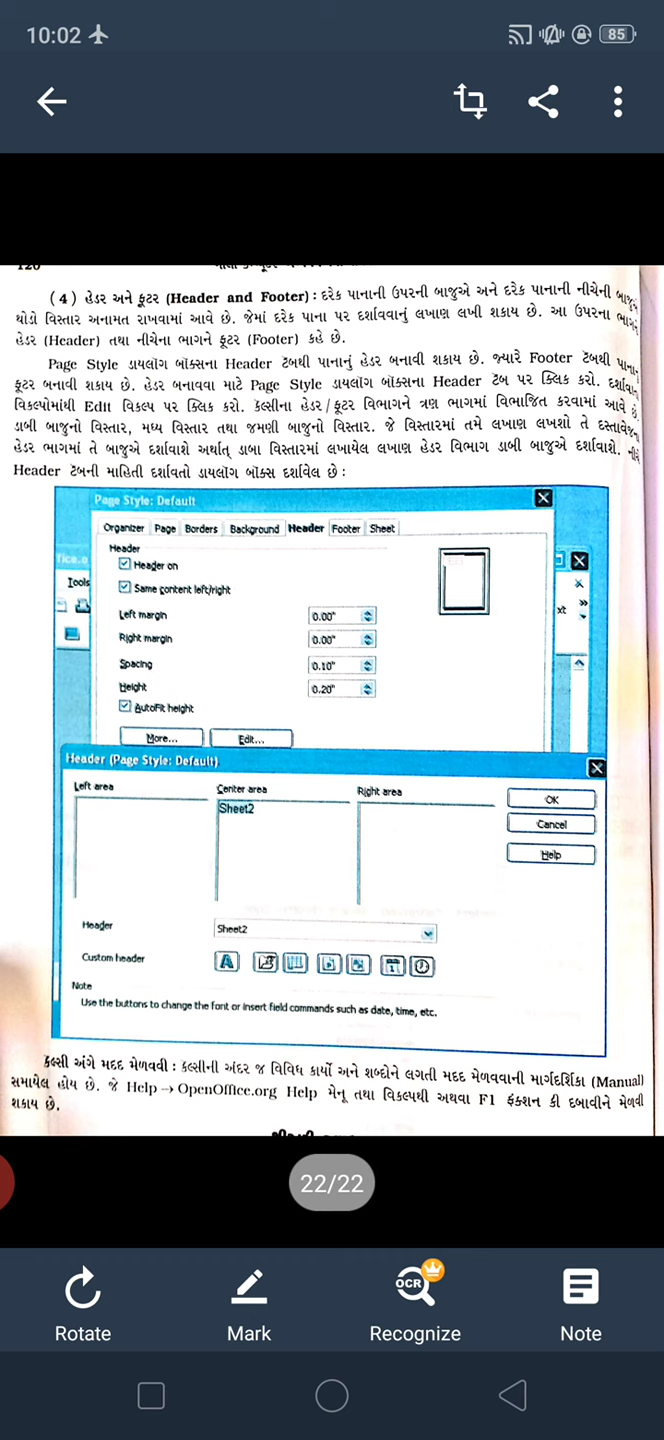 10:02
85
120
(4) હેડર અને ફૂટર (Header and Footer) : દરેક પાનાની ઉપરની બાજુએ અને દરેક પાનાની નીચેની બાજુએ
થોડો વિસ્તાર અનામત રાખવામાં આવે છે. જેમાં દરેક પાના પર દર્શાવવાનું લખાણ લખી શકાય છે. આ ઉપરના ભાગને
હેડર (Header) તથા નીચેના ભાગને ફૂટર (Footer) કહે છે.
Page Style ડાયલૉગ બૉક્સના Header ટૅબથી પાનાનું હેડર બનાવી શકાય છે. જ્યારે Footer ટૅબથી પાનાનું
ફૂટર બનાવી શકાય છે. હેડર બનાવવા માટે Page Style ડાયલૉગ બૉક્સના Header ટૅબ પર ક્લિક કરો. દર્શાવેલ
વિકલ્પોમાંથી Edit વિકલ્પ પર ક્લિક કરો. કૅલ્સીના હેડર / ફૂટર વિભાગને ત્રણ ભાગમાં વિભાજિત કરવામાં આવે છે.
ડાબી બાજુનો વિસ્તાર, મધ્ય વિસ્તાર તથા જમણી બાજુનો વિસ્તાર. જે વિસ્તારમાં તમે લખાણ લખશો તે દસ્તાવેજના
હેડર ભાગમાં તે બાજુએ દર્શાવાશે અર્થાત્ ડાબા વિસ્તારમાં લખાયેલ લખાણ હેડર વિભાગ ડાબી બાજુએ દર્શાવાશે. નીચે
Header ટૅબની માહિતી દર્શાવતો ડાયલૉગ બૉક્સ દર્શાવેલ છે :
Page Style: Default
Organizer Page Borders Background Header Footer Sheet
Header
Header on
Same content left/right
Left margin 0.00"
Right margin 0.00"
Spacing 0.10"
Height 0.20"
AutoFit height
More... Edit...
Tools
xt
Header (Page Style: Default)
Left area Center area Right area
Sheet2
OK
Cancel
Help
Header Sheet2
Custom header
Note
Use the buttons to change the font or insert field commands such as date, time, etc.
કૅલ્સી અંગે મદદ મેળવવી : કૅલ્સીની અંદર જ વિવિધ કાર્યો અને શબ્દોને લગતી મદદ મેળવવાની માર્ગદર્શિકા (Manual)
સમાયેલ હોય છે. જે Help → OpenOffice.org Help મેનૂ તથા વિકલ્પથી અથવા F1 ફંક્શન કી દબાવીને મેળવી
શકાય છે.
22/22
OCR
Rotate Mark Recognize Note